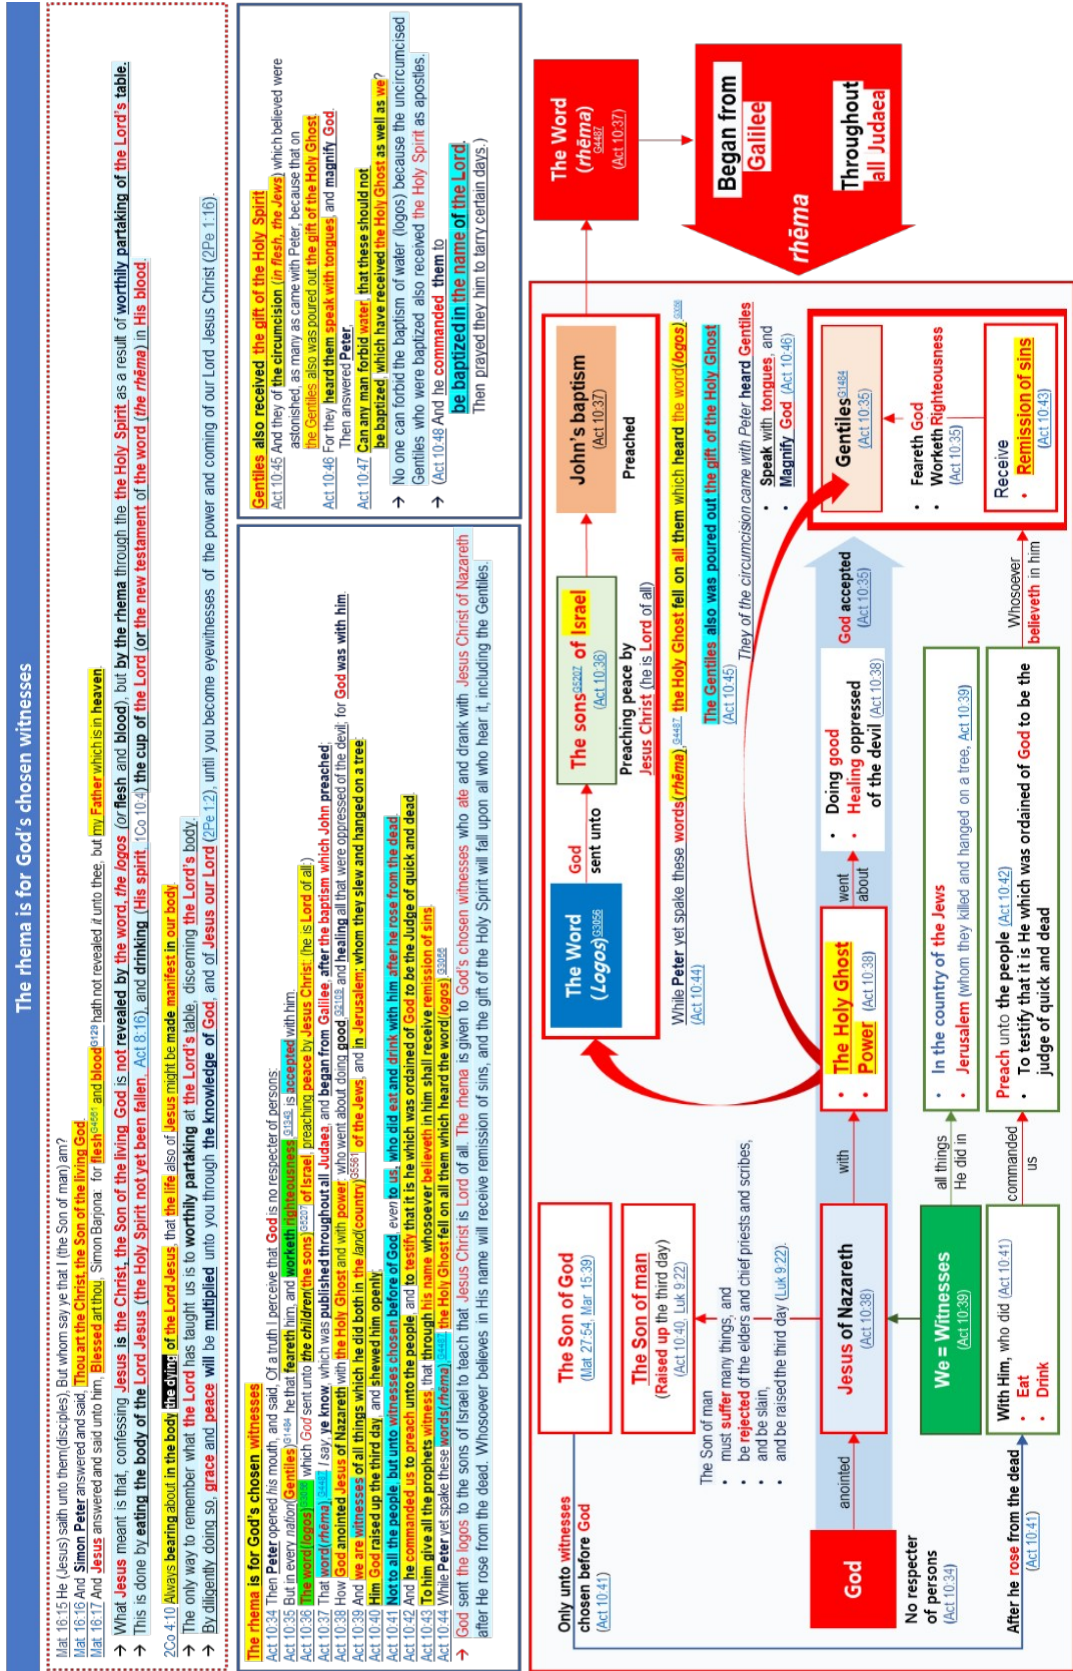 The rhema is for God's chosen witnesses
Mat 16:15 He (Jesus) saith unto them(disciples), But whom say ye that I (the Son of man) am?
Mat 16:16 And Simon Peter answered and said, Thou art the Christ, the Son of the living God.
Mat 16:17 And Jesus answered and said unto him, Blessed art thou, Simon Barjona: for fleshG4561 and bloodG129 hath not revealed it unto thee, but my Father which is in heaven.
→ What Jesus meant is that, confessing Jesus is the Christ, the Son of the living God is not revealed by the word, the logos (or flesh and blood), but by the rhema through the Holy Spirit as a result of worthily partaking of the Lord's table.
→ This is done by eating the body of the Lord Jesus (the Holy Spirit not yet been fallen, Act 8:16), and drinking (His spirit, 1Co 10:4) the cup of the Lord (or the new testament of the word (the rhēma) in His blood.
2Co 4:10 Always bearing about in the body the dying of the Lord Jesus, that the life also of Jesus might be made manifest in our body.
→ The only way to remember what the Lord has taught us is to worthily partaking at the Lord's table, discerning the Lord's body.
→ By diligently doing so, grace and peace will be multiplied unto you through the knowledge of God, and of Jesus our Lord (2Pe 1:2), until you become eyewitnesses of the power and coming of our Lord Jesus Christ (2Pe 1:16)
The rhema is for God's chosen witnesses
Act 10:34 Then Peter opened his mouth, and said, Of a truth I perceive that God is no respecter of persons:
Act 10:35 But in every nation(Gentiles)G1484 he that feareth him, and worketh righteousness,G1343 is accepted with him.
Act 10:36 The word(logos)G3056 which God sent unto the children(the sons)G5207 of Israel, preaching peace by Jesus Christ: (he is Lord of all:)
Act 10:37 That word(rhēma),G4487 I say, ye know, which was published throughout all Judaea, and began from Galilee, after the baptism which John preached;
Act 10:38 How God anointed Jesus of Nazareth with the Holy Ghost and with power: who went about doing good,G2109 and healing all that were oppressed of the devil; for God was with him.
Act 10:39 And we are witnesses of all things which he did both in the land(country)G5561 of the Jews, and in Jerusalem; whom they slew and hanged on a tree:
Act 10:40 Him God raised up the third day, and shewed him openly;
Act 10:41 Not to all the people, but unto witnesses chosen before of God, even to us, who did eat and drink with him after he rose from the dead.
Act 10:42 And he commanded us to preach unto the people, and to testify that it is he which was ordained of God to be the Judge of quick and dead.
Act 10:43 To him give all the prophets witness, that through his name whosoever believeth in him shall receive remission of sins.
Act 10:44 While Peter yet spake these words(rhēma),G4487 the Holy Ghost fell on all them which heard the word(logos).G3056
→ God sent the logos to the sons of Israel to teach that Jesus Christ is Lord of all. The rhema is given to God's chosen witnesses who ate and drank with Jesus Christ of Nazareth
after He rose from the dead. Whosoever believes in His name will receive remission of sins, and the gift of the Holy Spirit will fall upon all who hear it, including the Gentiles.
Gentiles also received the gift of the Holy Spirit
Act 10:45 And they of the circumcision (in flesh, the Jews) which believed were
astonished, as many as came with Peter, because that on
the Gentiles also was poured out the gift of the Holy Ghost.
Act 10:46 For they heard them speak with tongues, and magnify God.
Then answered Peter,
Act 10:47 Can any man forbid water, that these should not
be baptized, which have received the Holy Ghost as well as we?
→ No one can forbid the baptism of water (logos) because the uncircumcised
Gentiles who were baptized also received the Holy Spirit as apostles.
→ (Act 10:48 And he commanded them to
be baptized in the name of the Lord.
Then prayed they him to tarry certain days.)
Only unto witnesses
chosen before God
(Act 10:41)
The Son of God
(Mat 27:54, Mar 15:39)
The Son of man
(Raised up the third day)
(Act 10:40, Luk 9:22)
The Son of man
• must suffer many things, and
• be rejected of the elders and chief priests and scribes,
• and be slain,
• and be raised the third day (Luk 9:22).
God
No respecter
of persons
(Act 10:34)
anointed
Jesus of Nazareth
(Act 10:38)
with
• The Holy Ghost
• Power (Act 10:38)
went
about
• Doing good
• Healing oppressed
of the devil (Act 10:38)
God accepted
(Act 10:35)
The Word
(Logos)G3056
God
sent unto
The sonsG5207 of Israel
(Act 10:36)
Preaching peace by
Jesus Christ (he is Lord of all)
John's baptism
(Act 10:37)
Preached
The Word
(rhēma)
G4487
(Act 10:37)
Began from
Galilee
Throughout
all Judaea
rhēma
While Peter yet spake these words(rhēma),G4487 the Holy Ghost fell on all them which heard the word(logos).G3056
(Act 10:44)
The Gentiles also was poured out the gift of the Holy Ghost
(Act 10:45)
They of the circumcision came with Peter heard Gentiles
• Speak with tongues, and
• Magnify God (Act 10:46)
GentilesG1484
(Act 10:35)
• Feareth God
• Worketh Righteousness
(Act 10:35)
Receive
• Remission of sins
(Act 10:43)
We = Witnesses
(Act 10:39)
all things
He did in
• In the country of the Jews
• Jerusalem (whom they killed and hanged on a tree, Act 10:39)
After he rose from the dead
(Act 10:41)
With Him, who did (Act 10:41)
• Eat
• Drink
commanded
us
Preach unto the people (Act 10:42)
• To testify that it is He which was ordained of God to be the
judge of quick and dead
Whosoever
believeth in him